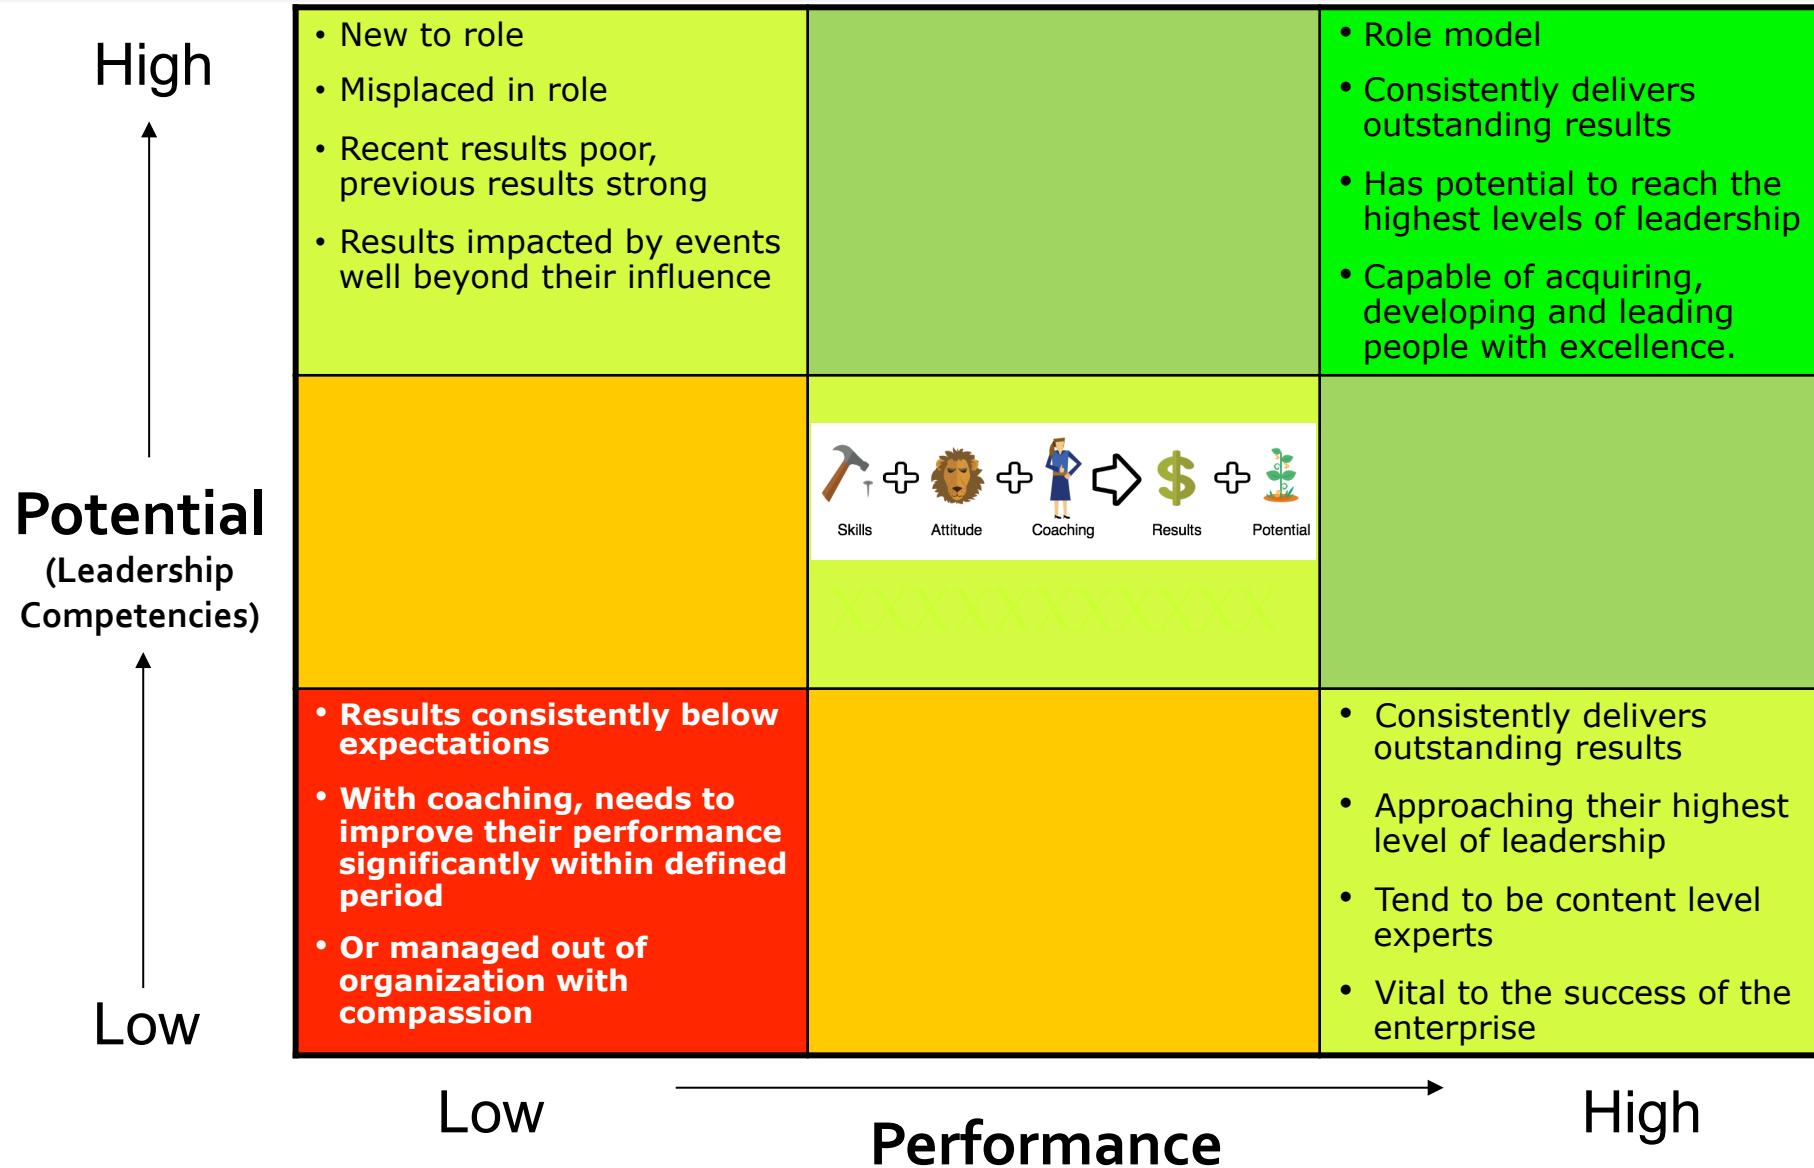 High
Potential
(Leadership
Competencies)
Low
• New to role
• Misplaced in role
• Recent results poor,
previous results strong
• Results impacted by events
well beyond their influence
• Role model
• Consistently delivers
outstanding results
• Has potential to reach the
highest levels of leadership
• Capable of acquiring,
developing and leading
people with excellence.
Skills Attitude Coaching Results Potential
XXXXXXXXXXX
• Results consistently below
expectations
• With coaching, needs to
improve their performance
significantly within defined
period
• Or managed out of
organization with
compassion
• Consistently delivers
outstanding results
• Approaching their highest
level of leadership
• Tend to be content level
experts
• Vital to the success of the
enterprise
Low
High
Performance